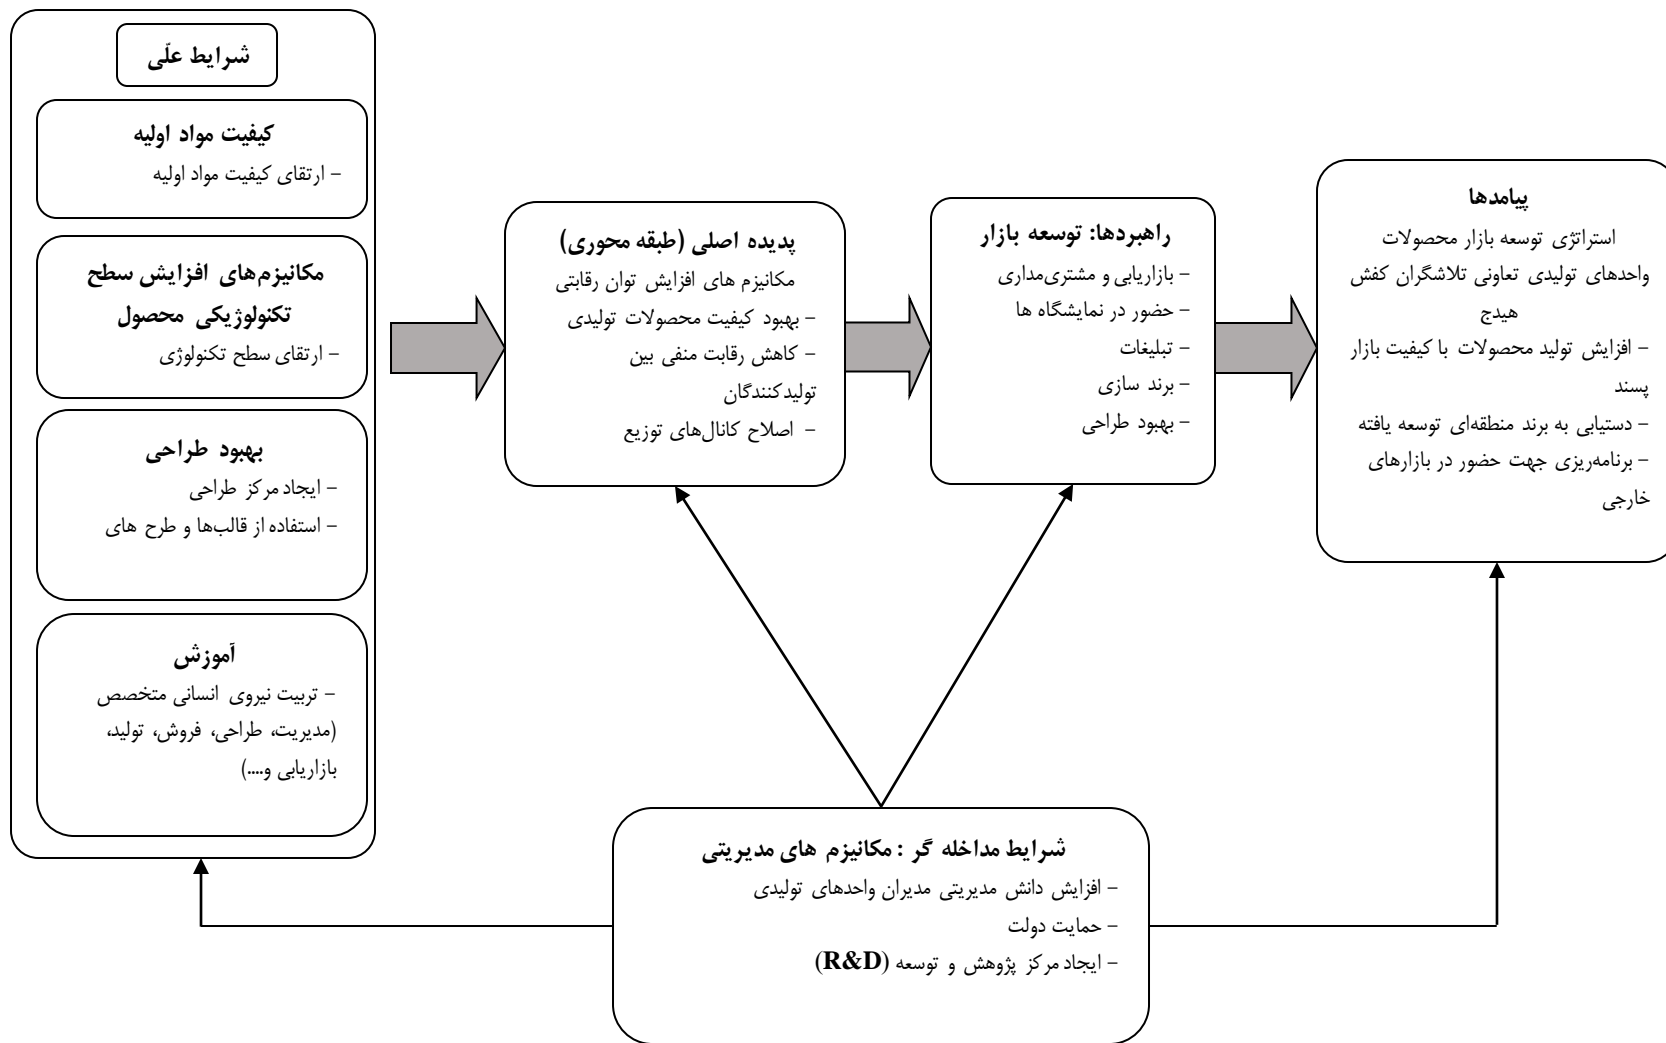 شرایط علّی
کیفیت مواد اولیه
- ارتقای کیفیت مواد اولیه
مکانیزم‌های افزایش سطح
تکنولوژیکی محصول
- ارتقای سطح تکنولوژی
بهبود طراحی
- ایجاد مرکز طراحی
- استفاده از قالب‌ها و طرح های
آموزش
- تربیت نیروی انسانی متخصص
(مدیریت، طراحی، فروش، تولید،
بازاریابی و....)
پدیده اصلی (طبقه محوری)
مکانیزم های افزایش توان رقابتی
- بهبود کیفیت محصولات تولیدی
- کاهش رقابت منفی بین
تولیدکنندگان
- اصلاح کانال‌های توزیع
راهبردها: توسعه بازار
- بازاریابی و مشتری‌مداری
- حضور در نمایشگاه ها
- تبلیغات
- برند سازی
- بهبود طراحی
پیامدها
استراتژی توسعه بازار محصولات
واحدهای تولیدی تعاونی تلاشگران کفش
هیدج
- افزایش تولید محصولات با کیفیت بازار
پسند
- دستیابی به برند منطقه‌ای توسعه یافته
- برنامه‌ریزی جهت حضور در بازارهای
خارجی
شرایط مداخله گر : مکانیزم های مدیریتی
- افزایش دانش مدیریتی مدیران واحدهای تولیدی
- حمایت دولت
- ایجاد مرکز پژوهش و توسعه (R&D)